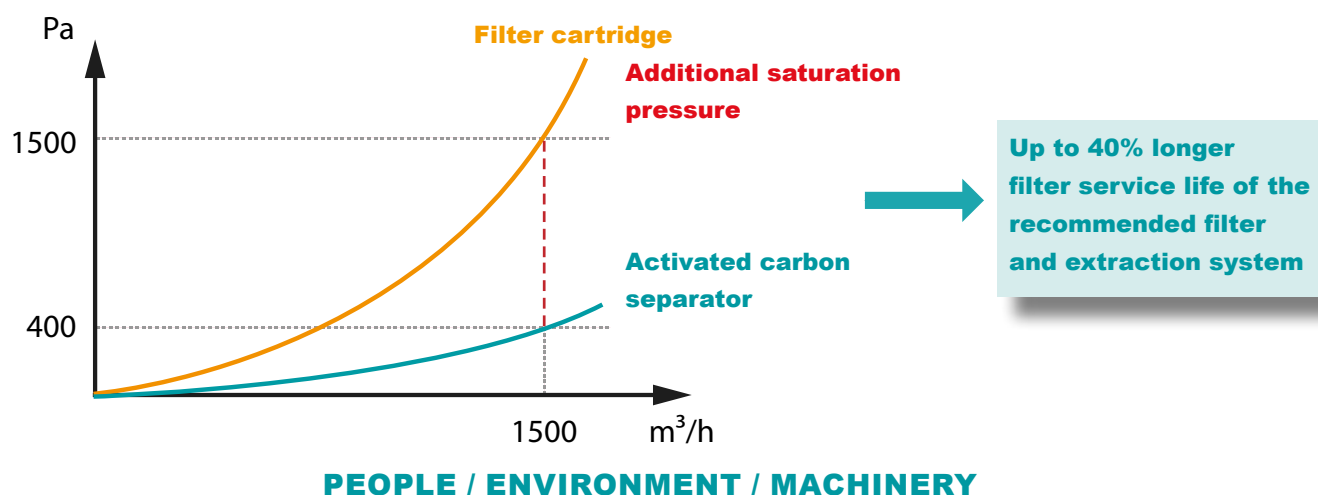 Pa
Filter cartridge
Additional saturation
pressure
1500
Up to 40% longer
filter service life of the
recommended filter
and extraction system
Activated carbon
separator
400
1500
m³/h
PEOPLE / ENVIRONMENT / MACHINERY